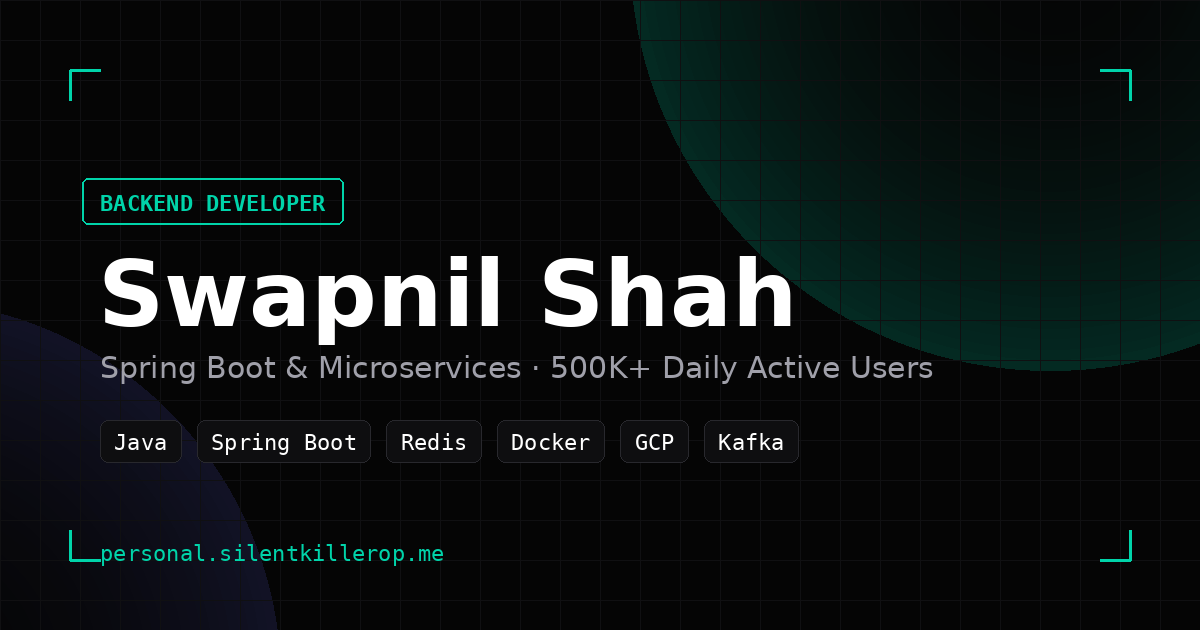 BACKEND DEVELOPER
Swapnil Shah
Spring Boot & Microservices · 500K+ Daily Active Users
Java Spring Boot Redis Docker GCP Kafka
personal.silentkillerop.me